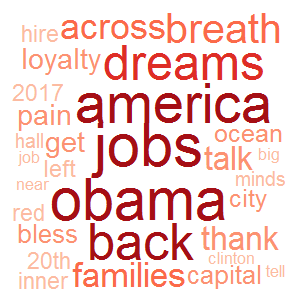 hire across breath
loyalty dreams
2017
pain america
hall get jobs ocean
job left talk big
near minds
red obama city
bless back thank
20th clinton
inner families capital tell